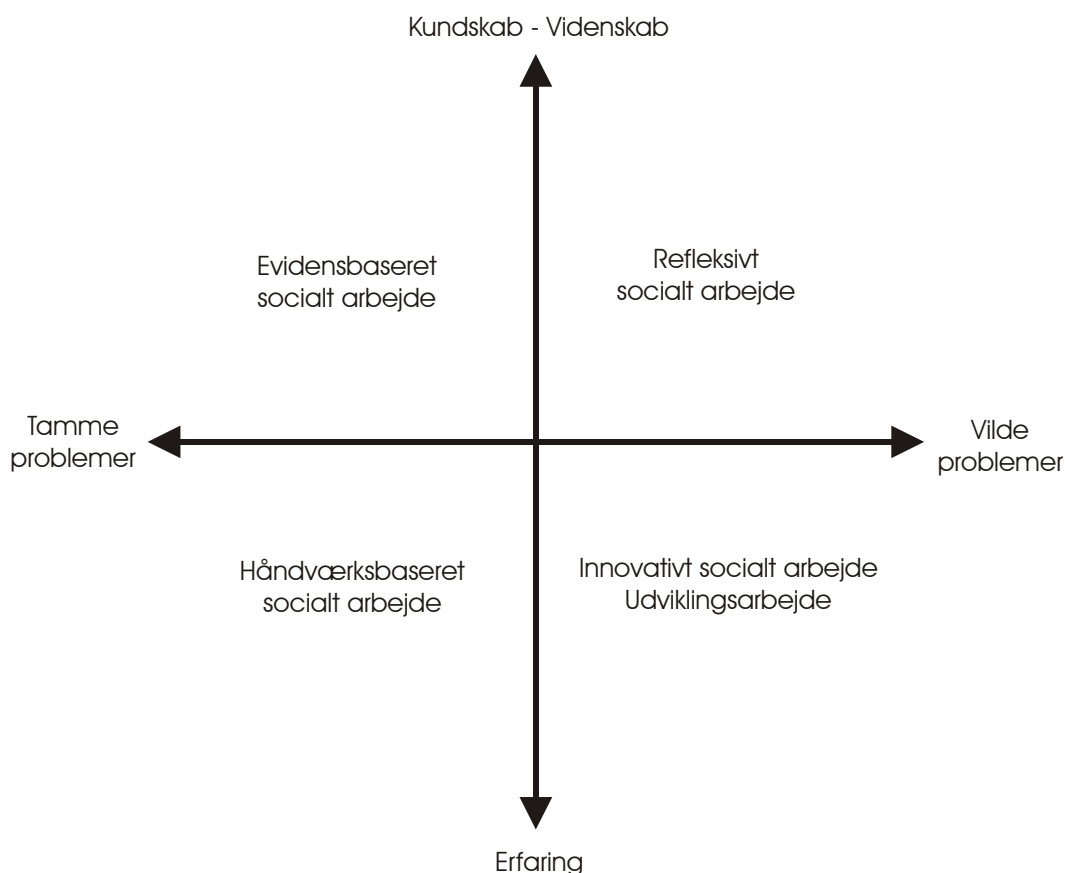 Kundskab - Videnskab
Evidensbaseret
socialt arbejde
Refleksivt
socialt arbejde
Tamme
problemer
Vilde
problemer
Håndværksbaseret
socialt arbejde
Innovativt socialt arbejde
Udviklingsarbejde
Erfaring